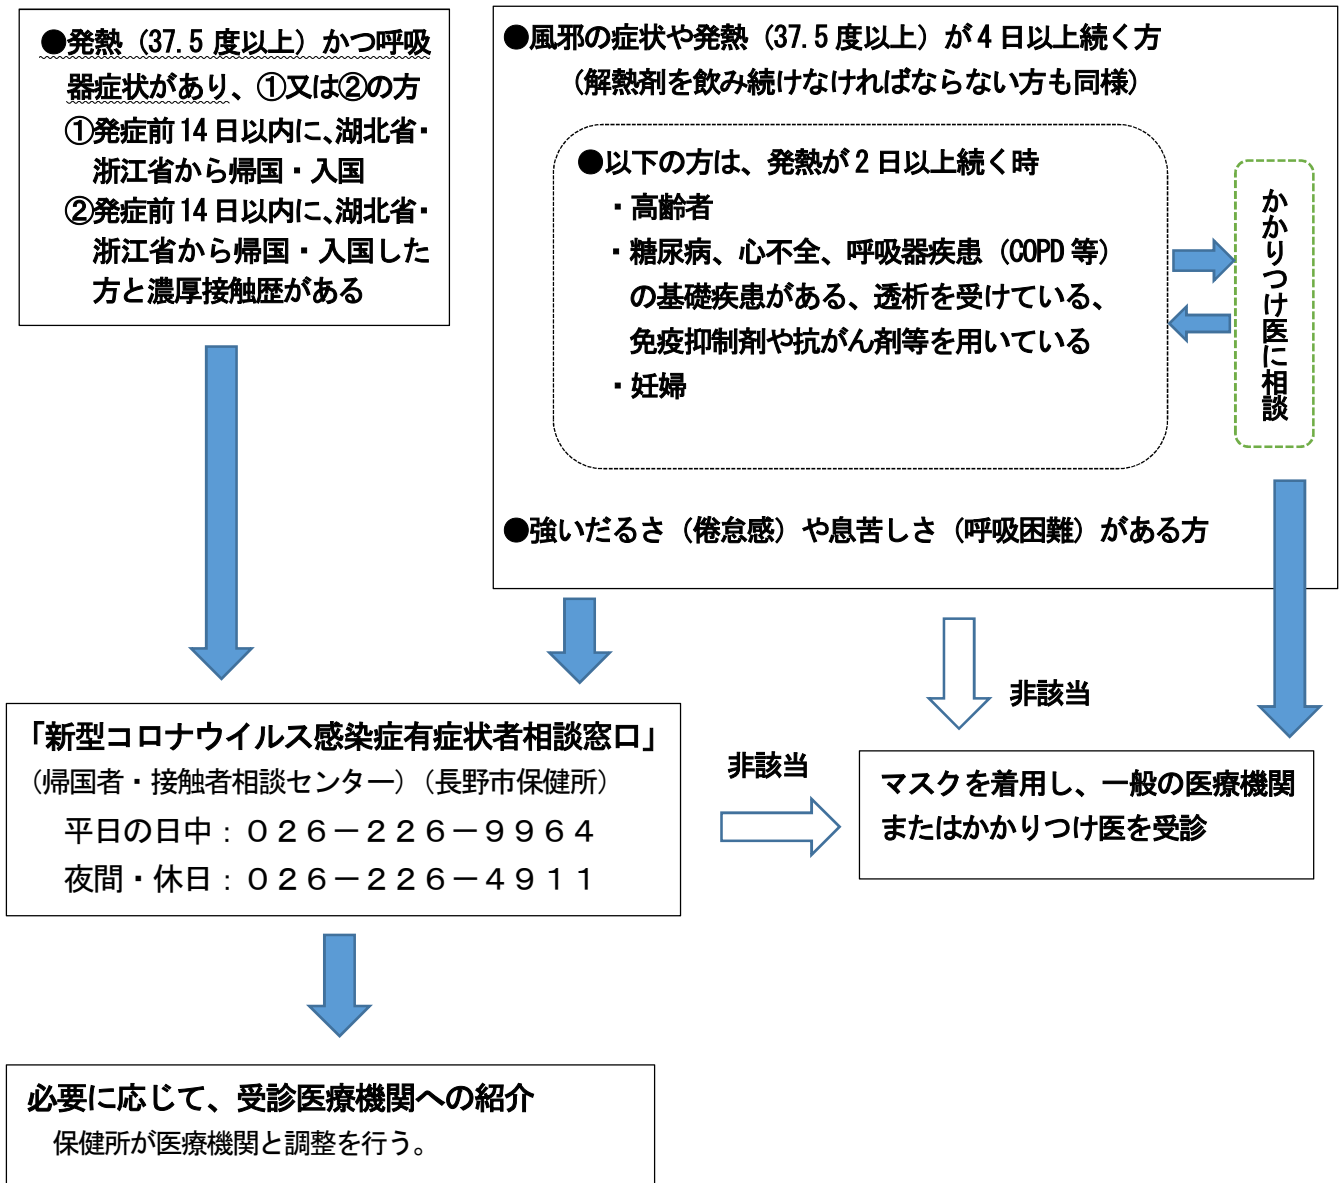 ●発熱（37.5度以上）かつ呼吸
器症状があり、①又は②の方
①発症前14日以内に、湖北省・
浙江省から帰国・入国
②発症前14日以内に、湖北省・
浙江省から帰国・入国した
方と濃厚接触歴がある
●風邪の症状や発熱（37.5度以上）が4日以上続く方
（解熱剤を飲み続けなければならない方も同様）
●以下の方は、発熱が2日以上続く時
・高齢者
・糖尿病、心不全、呼吸器疾患（COPD等）
の基礎疾患がある、透析を受けている、
免疫抑制剤や抗がん剤等を用いている
・妊婦
かかりつけ医に相談
●強いだるさ（倦怠感）や息苦しさ（呼吸困難）がある方
非該当
「新型コロナウイルス感染症有症状者相談窓口」
（帰国者・接触者相談センター）（長野市保健所）
平日の日中：０２６－２２６－９９６４
夜間・休日：０２６－２２６－４９１１
非該当
マスクを着用し、一般の医療機関
またはかかりつけ医を受診
必要に応じて、受診医療機関への紹介
保健所が医療機関と調整を行う。